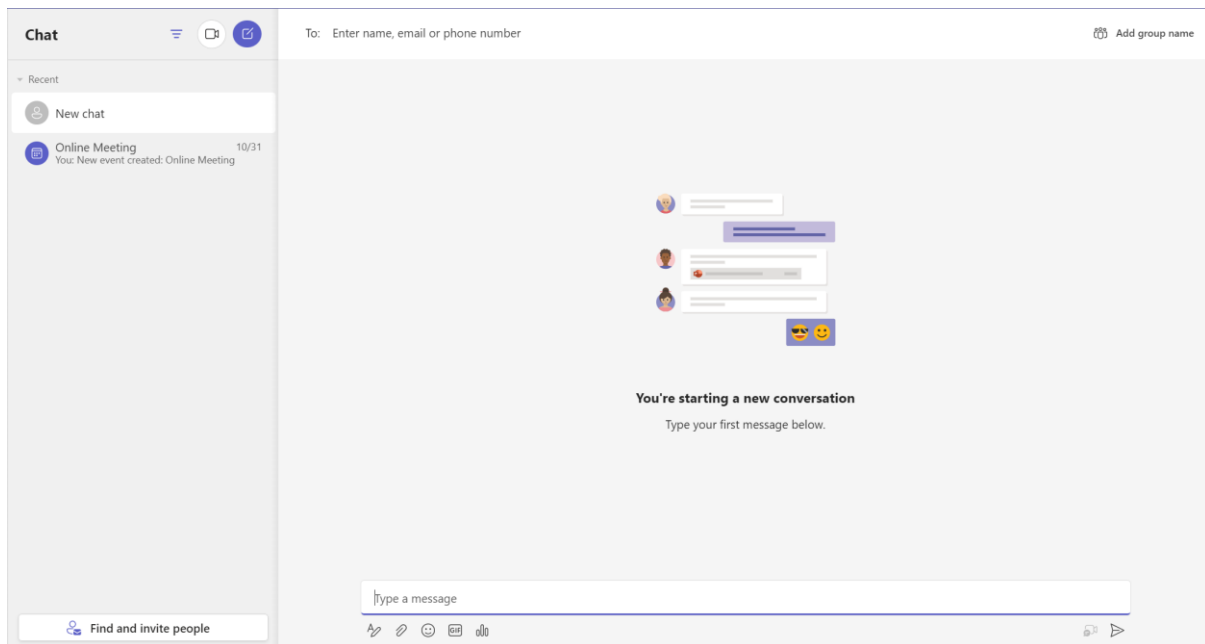 Chat
To: Enter name, email or phone number
Add group name
Recent
New chat
Online Meeting 10/31
You: New event created: Online Meeting
You're starting a new conversation
Type your first message below.
Type a message
GIF
Find and invite people